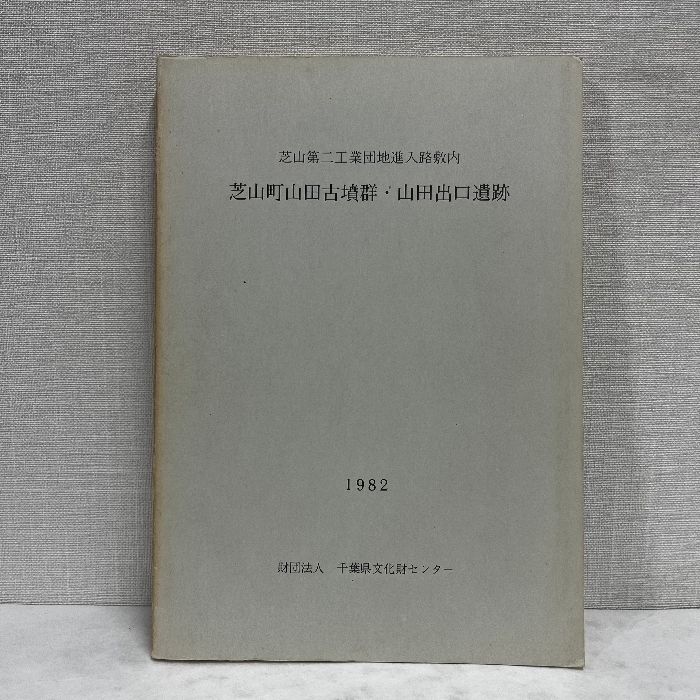 芝山第二工業団地進入路敷内
芝山町山田古墳群・山田出口遺跡
1982
財団法人 千葉県文化財センター